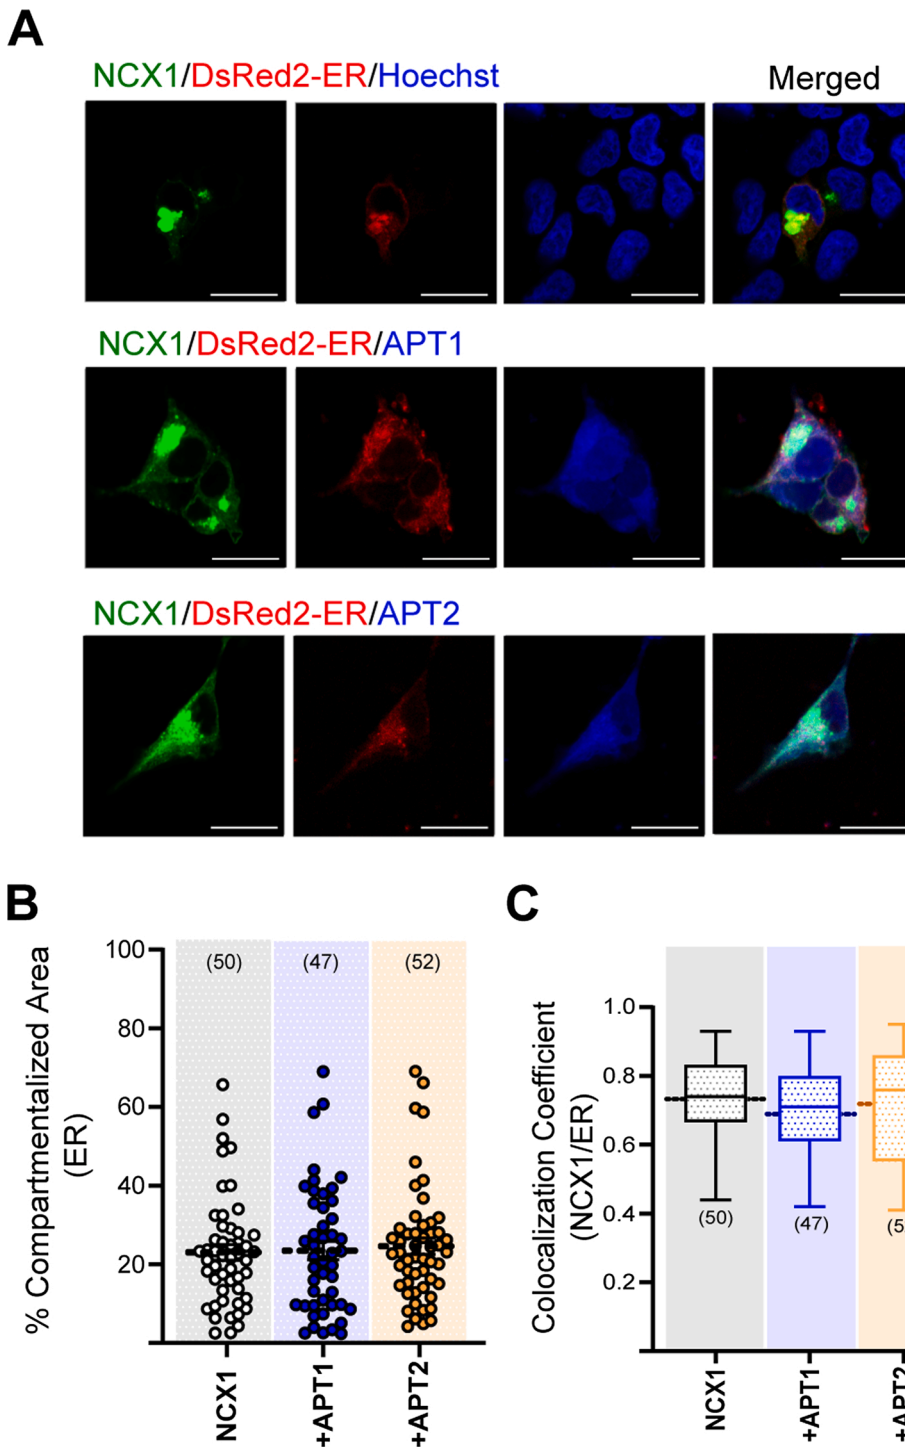 A
NCX1/DsRed2-ER/Hoechst
Merged
NCX1/DsRed2-ER/APT1
NCX1/DsRed2-ER/APT2
B
% Compartmentalized Area
(ER)
100
80
60
40
20
(50)
(47)
(52)
NCX1
+APT1
+APT2
C
Colocalization Coefficient
(NCX1/ER)
1.0
0.8
0.6
0.4
0.2
(50)
(47)
(5
NCX1
+APT1
+APT2